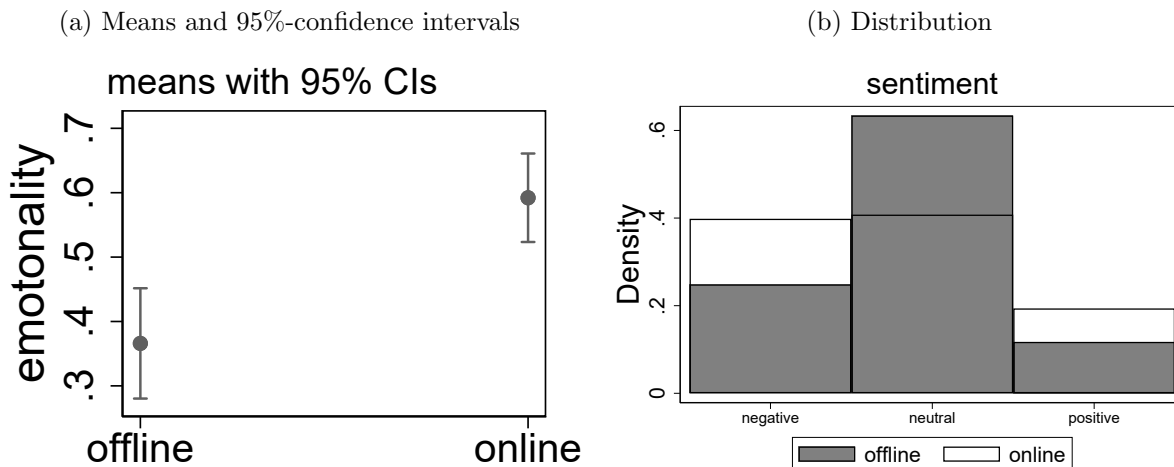 (a) Means and 95%-confidence intervals
means with 95% CIs
emotonality
.7
.6
.5
.4
.3
offline online
(b) Distribution
sentiment
Density
.6
.4
.2
0
negative neutral positive
offline online